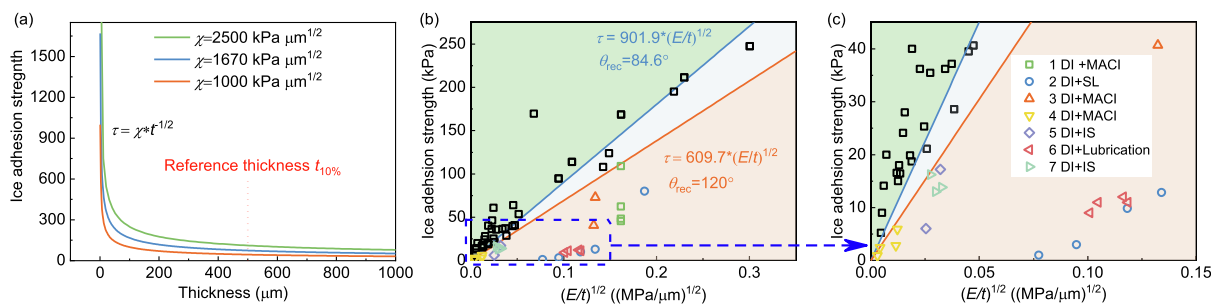 (a)
Ice adhesion stregnth
1500
1200
900
600
300
0
0
200
400
600
800
1000
Thickness (μm)
χ=2500 kPa μm1/2
χ=1670 kPa μm1/2
χ=1000 kPa μm1/2
τ = χ*t-1/2
Reference thickness t10%
(b)
Ice adehsion strength (kPa)
250
200
150
100
50
0
0.0
0.1
0.2
0.3
(E/t)1/2 ((MPa/μm)1/2)
τ = 901.9*(E/t)1/2
θrec=84.6°
τ = 609.7*(E/t)1/2
θrec=120°
(c)
Ice adehsion strength (kPa)
40
30
20
10
0
0.00
0.05
0.10
0.15
(E/t)1/2 ((MPa/μm)1/2)
1 DI +MACI
2 DI+SL
3 DI+MACI
4 DI+MACI
5 DI+IS
6 DI+Lubrication
7 DI+IS